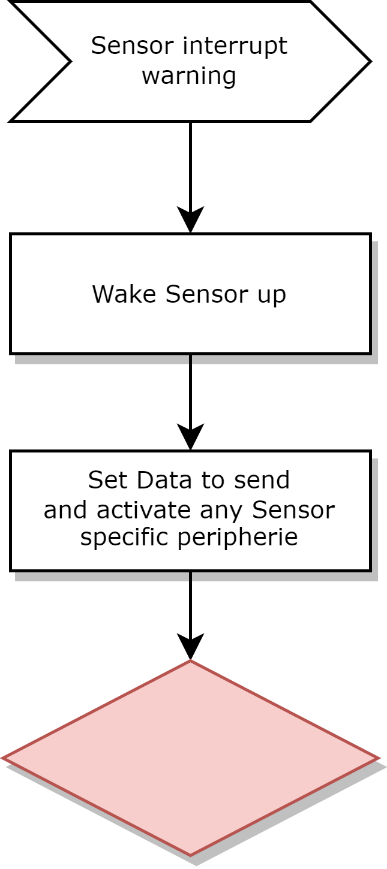 Sensor interrupt
warning
Wake Sensor up
Set Data to send
and activate any Sensor
specific peripherie